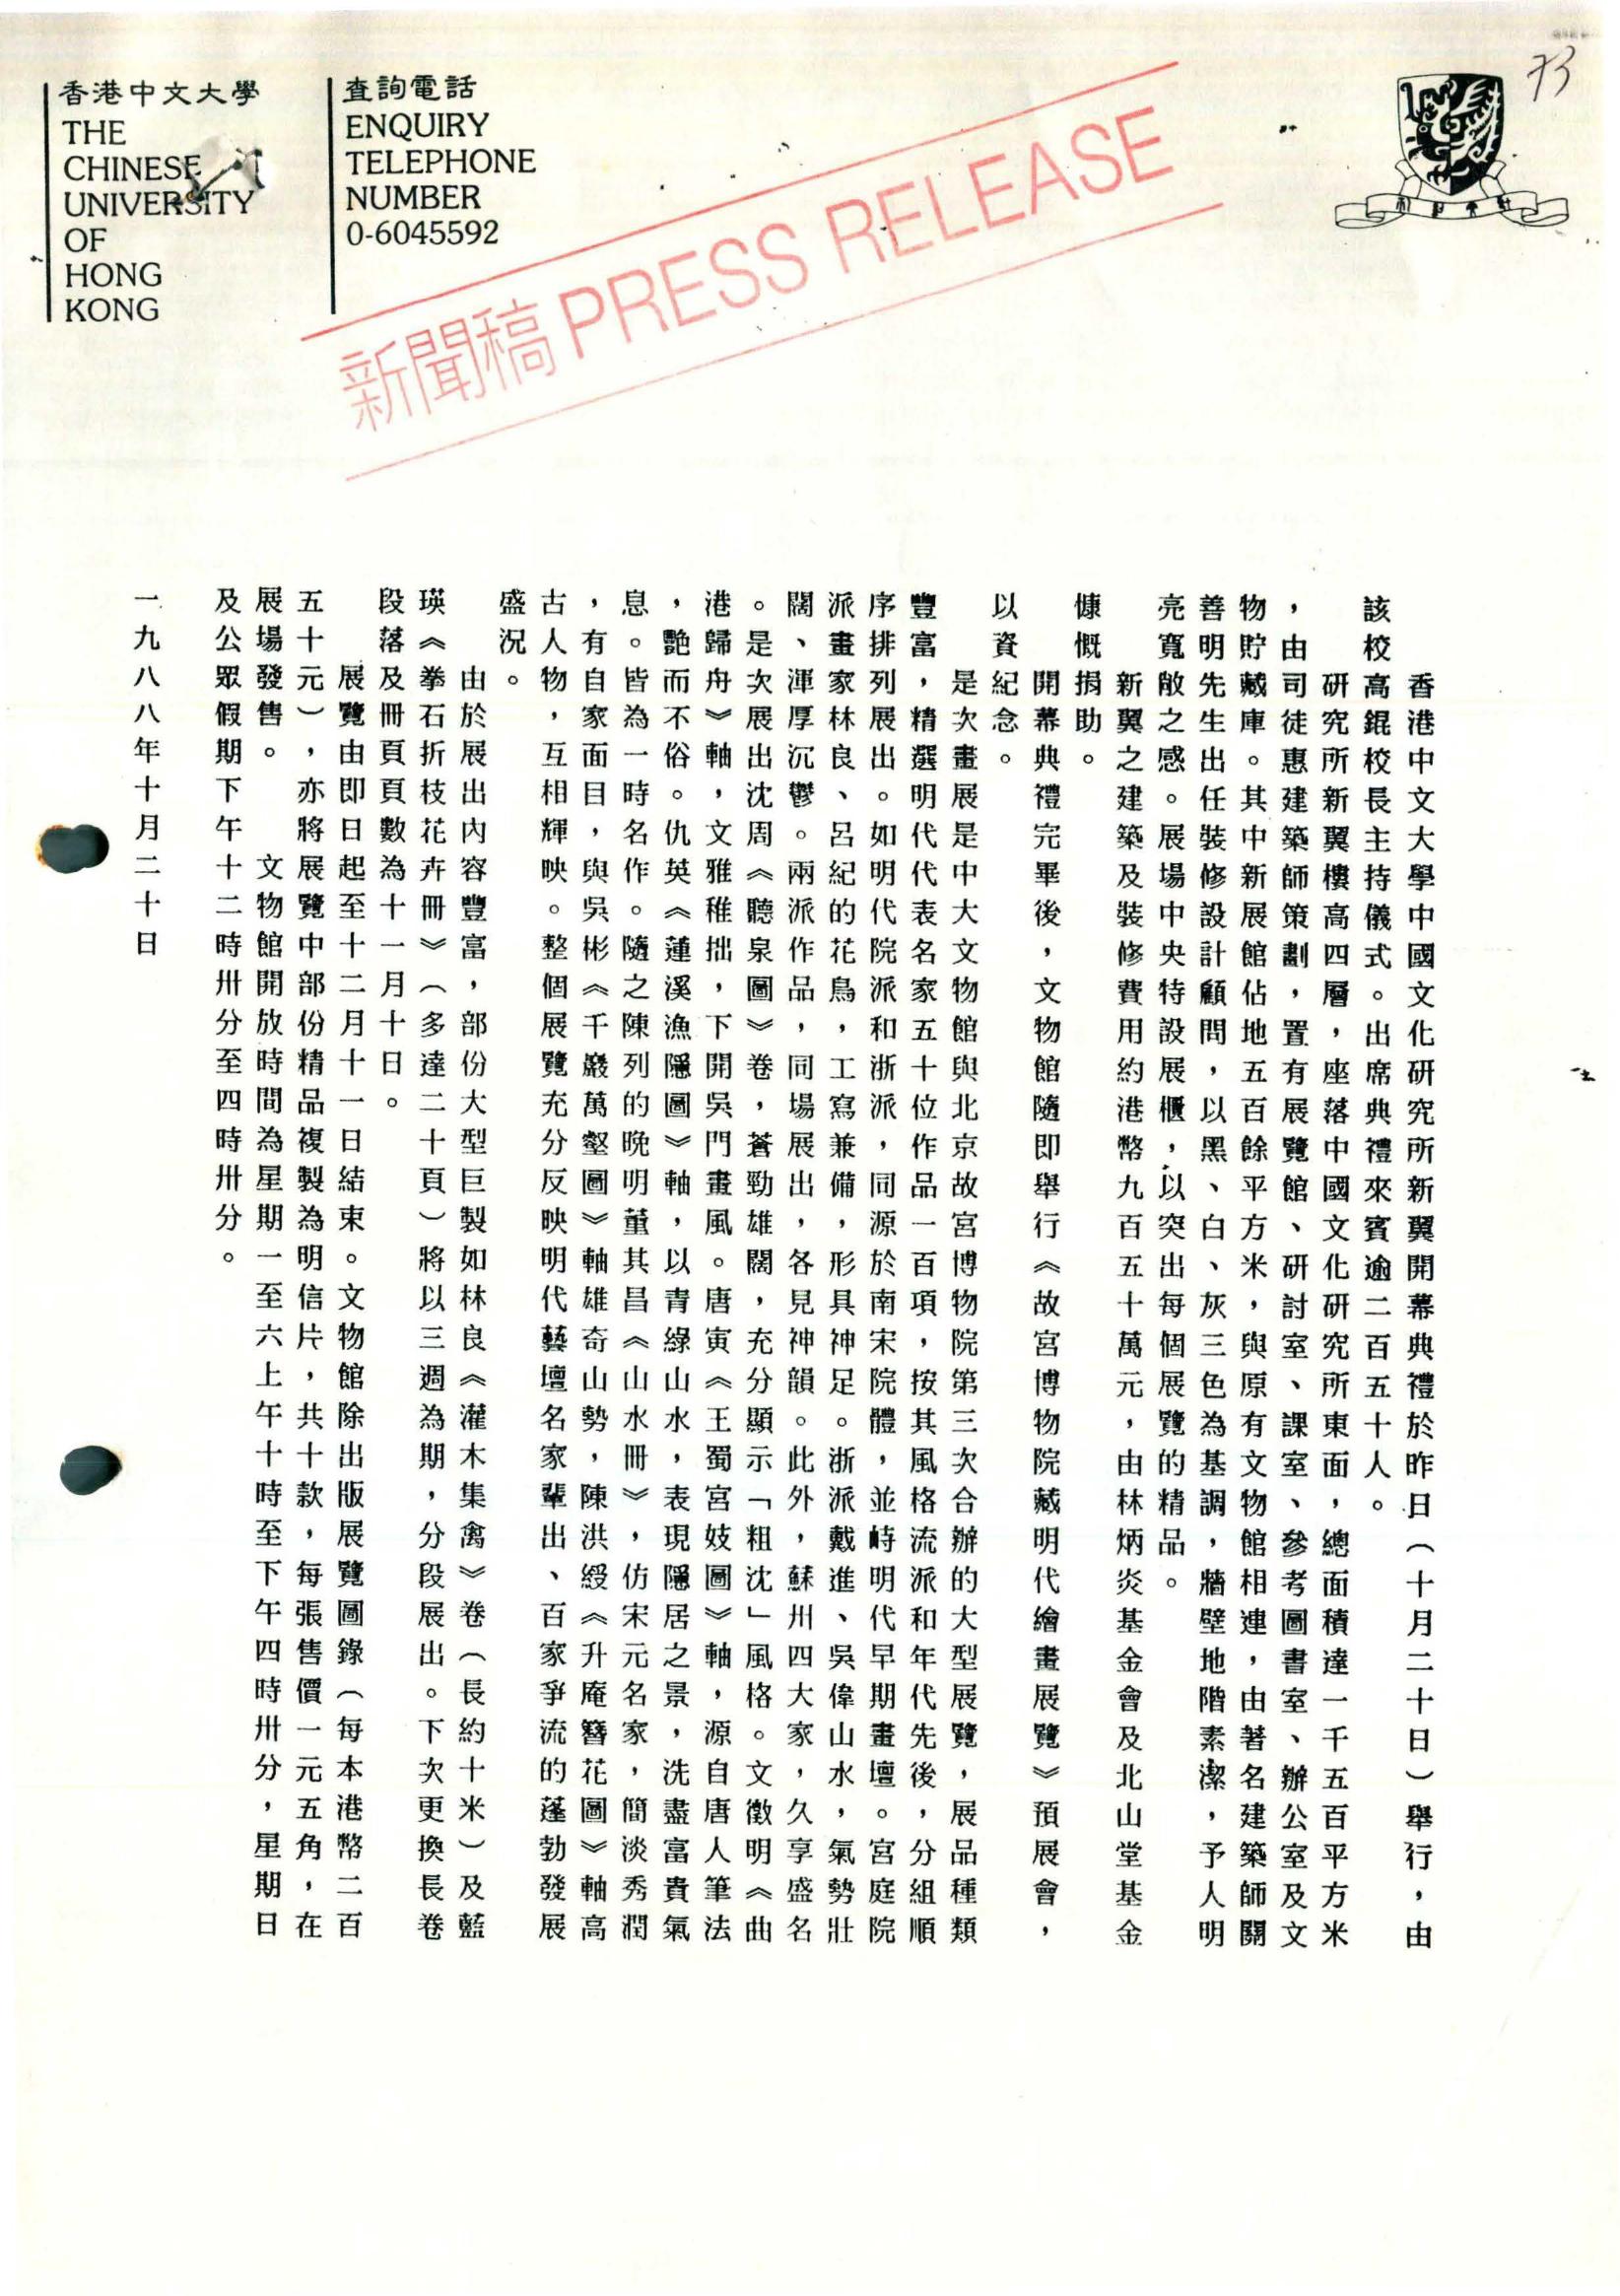 73
香港中文大學
THE
CHINESE
UNIVERSITY
OF
HONG
KONG
查詢電話
ENQUIRY
TELEPHONE
NUMBER
0-6045592
新聞稿 PRESS RELEASE
香港中文大學中國文化研究所新翼開幕典禮於昨日(十月二十日)舉行,由
該校高錕校長主持儀式。出席典禮來賓逾二百五十人。
研究所新翼樓高四層,座落中國文化研究所東面,總面積達一千五百平方米
,由司徒惠建築師策劃,置有展覽館、研討室、課室、參考圖書室、辦公室及文
物貯藏庫。其中新展館佔地五百餘平方米,與原有文物館相連,由著名建築師關
善明先生出任裝修設計顧問,以黑、白、灰三色為基調,牆壁地階素潔,予人明
亮寬敞之感。展場中央特設展櫃,以突出每個展覽的精品。
新翼之建築及裝修費用約港幣九百五十萬元,由林炳炎基金會及北山堂基金
慷慨捐助。
開幕典禮完畢後,文物館隨即舉行《故宮博物院藏明代繪畫展覽》預展會,
以資紀念。
是次畫展是中大文物館與北京故宮博物院第三次合辦的大型展覽,展品種類
豐富,精選明代代表名家五十位作品一百項,按其風格流派和年代先後,分組順
序排列展出。如明代院派和浙派,同源於南宋院體,並峙明代早期畫壇。宮庭院
派畫家林良、呂紀的花鳥,工寫兼備,形具神足。浙派戴進、吳偉山水,氣勢壯
闊、渾厚沉鬱。兩派作品,同場展出,各見神韻。此外,蘇州四大家,久享盛名
。是次展出沈周《聽泉圖》卷,蒼勁雄闊,充分顯示「粗沈」風格。文徵明《曲
港歸舟》軸,文雅稚拙,下開吳門畫風。唐寅《王蜀宮妓圖》軸,源自唐人筆法
,艷而不俗。仇英《蓮溪漁隱圖》軸,以青綠山水,表現隱居之景,洗盡富貴氣
息。皆為一時名作。隨之陳列的晚明董其昌《山水冊》,仿宋元名家,簡淡秀潤
,有自家面目,與吳彬《千巖萬壑圖》軸雄奇山勢,陳洪綬《升庵簪花圖》軸高
古人物,互相輝映。整個展覽充分反映明代藝壇名家輩出、百家爭流的蓬勃發展
盛況。
由於展出內容豐富,部份大型巨製如林良《灌木集禽》卷(長約十米)及藍
瑛《拳石折枝花卉冊》(多達二十頁)將以三週為期,分段展出。下次更換長卷
段落及冊頁頁數為十一月十日。
展覽由即日起至十二月十一日結束。文物館除出版展覽圖錄(每本港幣二百
五十元),亦將展覽中部份精品複製為明信片,共十款,每張售價一元五角,在
展場發售。
文物館開放時間為星期一至六上午十時至下午四時卅分,星期日
及公眾假期下午十二時卅分至四時卅分。
一九八八年十月二十日